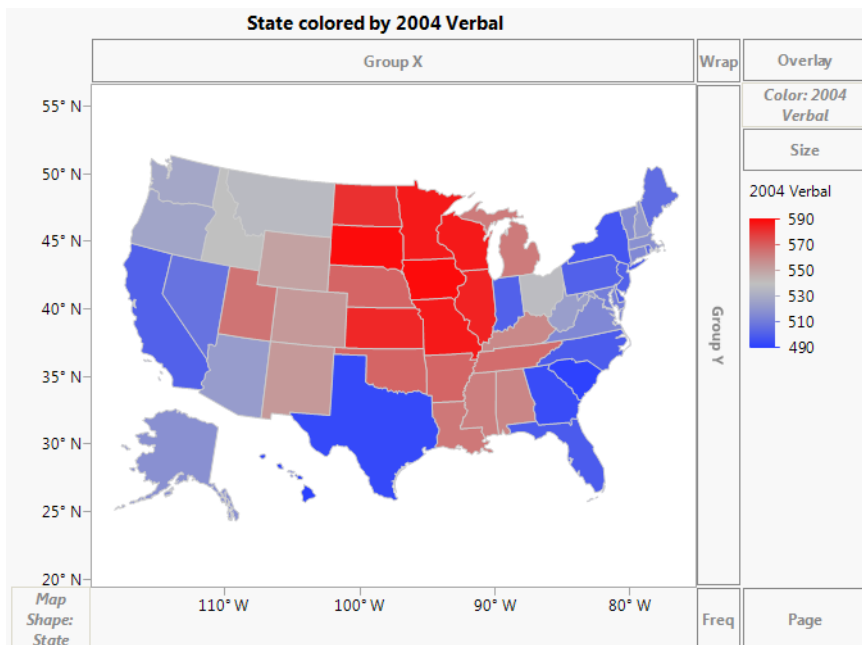 State colored by 2004 Verbal
Group X
Wrap
Overlay
Color: 2004
Verbal
Size
2004 Verbal
590
570
550
530
510
490
55° N
50° N
45° N
40° N
35° N
30° N
25° N
20° N
Group Y
110° W
100° W
90° W
80° W
Map
Shape:
State
Freq
Page